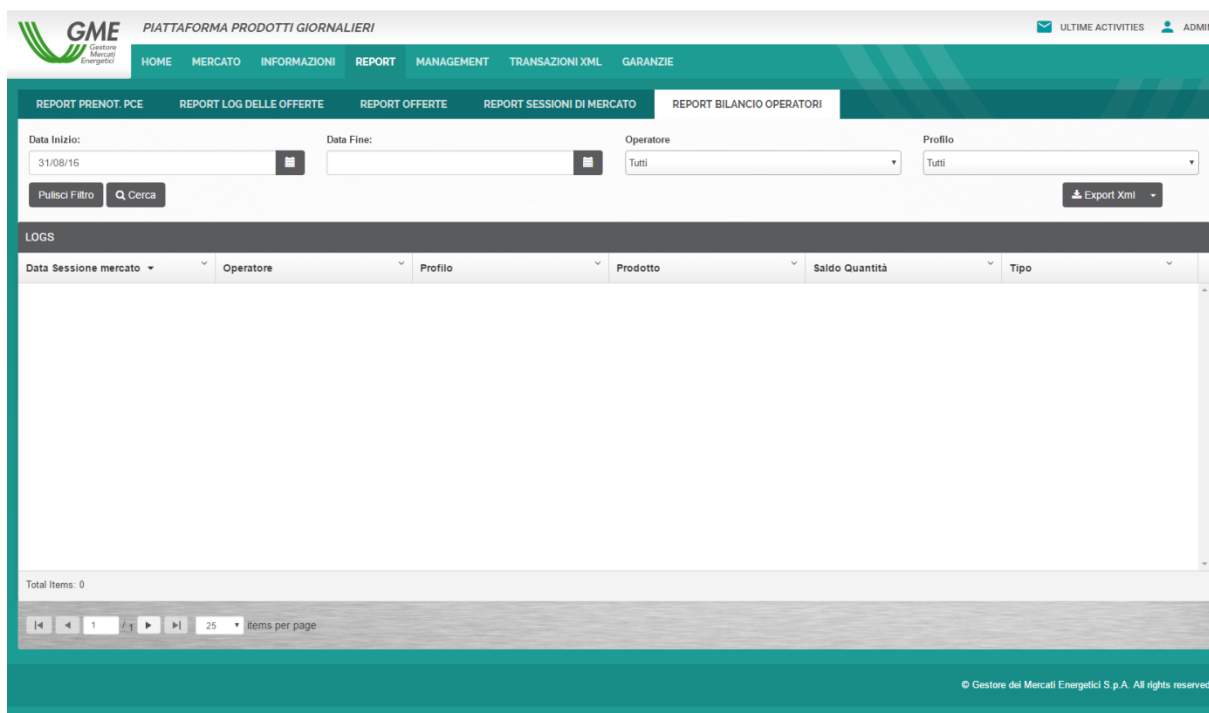 GME
Gestore
Mercati
Energetici
PIATTAFORMA PRODOTTI GIORNALIERI
ULTIME ACTIVITIES ADMI
HOME MERCATO INFORMAZIONI REPORT MANAGEMENT TRANSAZIONI XML GARANZIE
REPORT PRENOT. PCE REPORT LOG DELLE OFFERTE REPORT OFFERTE REPORT SESSIONI DI MERCATO REPORT BILANCIO OPERATORI
Data Inizio: Data Fine: Operatore Profilo
31/08/16 Tutti Tutti
Pulisci Filtro Cerca Export Xml
LOGS
Data Sessione mercato Operatore Profilo Prodotto Saldo Quantità Tipo
Total Items: 0
1 / 1 25 items per page
© Gestore dei Mercati Energetici S.p.A. All rights reserved